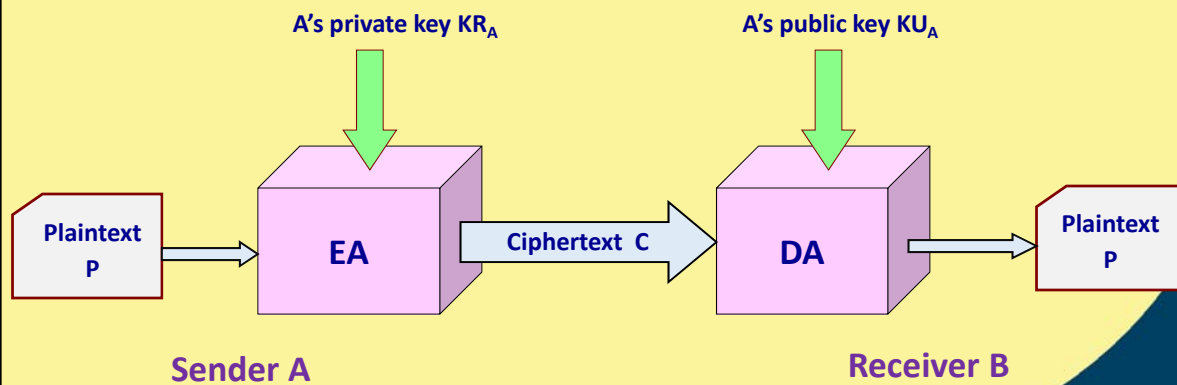 A’s private key KRA
A’s public key KUA
Plaintext
P
EA
Ciphertext C
DA
Plaintext
P
Sender A
Receiver B